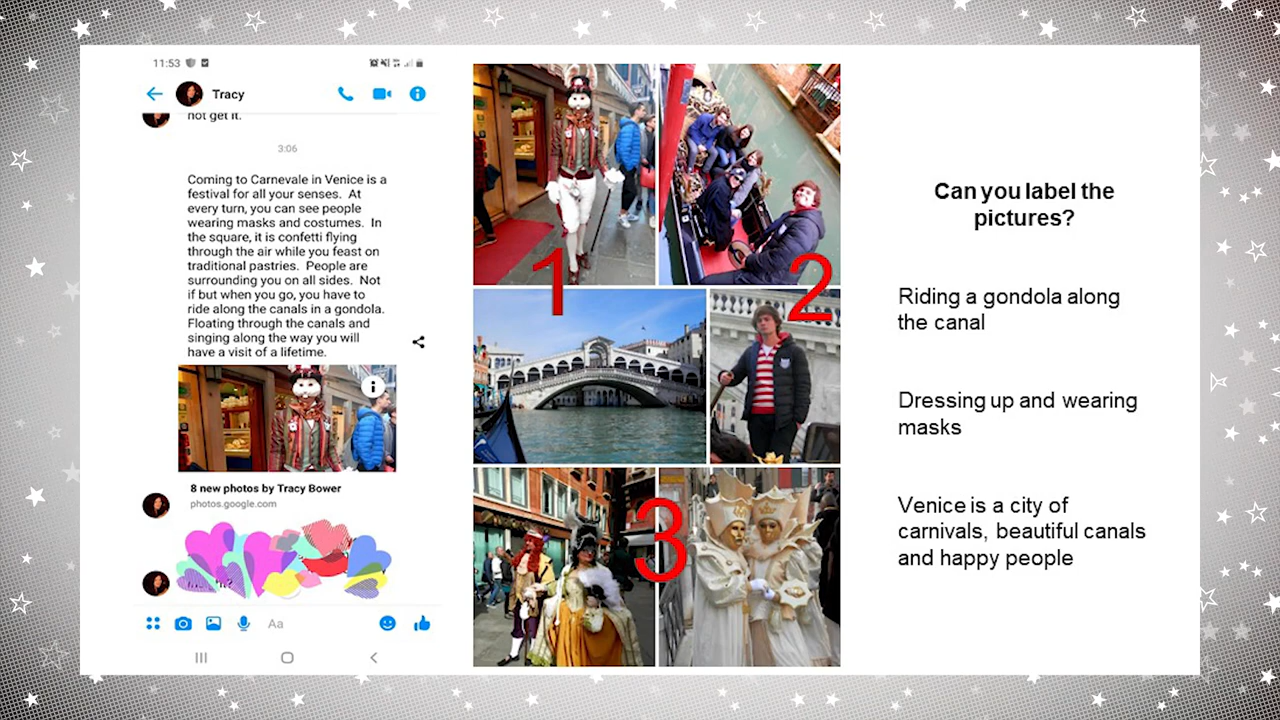 11:53
Tracy
not get it.
3:06
Coming to Carnevale in Venice is a
festival for all your senses. At
every turn, you can see people
wearing masks and costumes. In
the square, it is confetti flying
through the air while you feast on
traditional pastries. People are
surrounding you on all sides. Not
if but when you go, you have to
ride along the canals in a gondola.
Floating through the canals and
singing along the way you will
have a visit of a lifetime.
8 new photos by Tracy Bower
photos.google.com
Aa
1
2
3
Can you label the
pictures?
Riding a gondola along
the canal
Dressing up and wearing
masks
Venice is a city of
carnivals, beautiful canals
and happy people